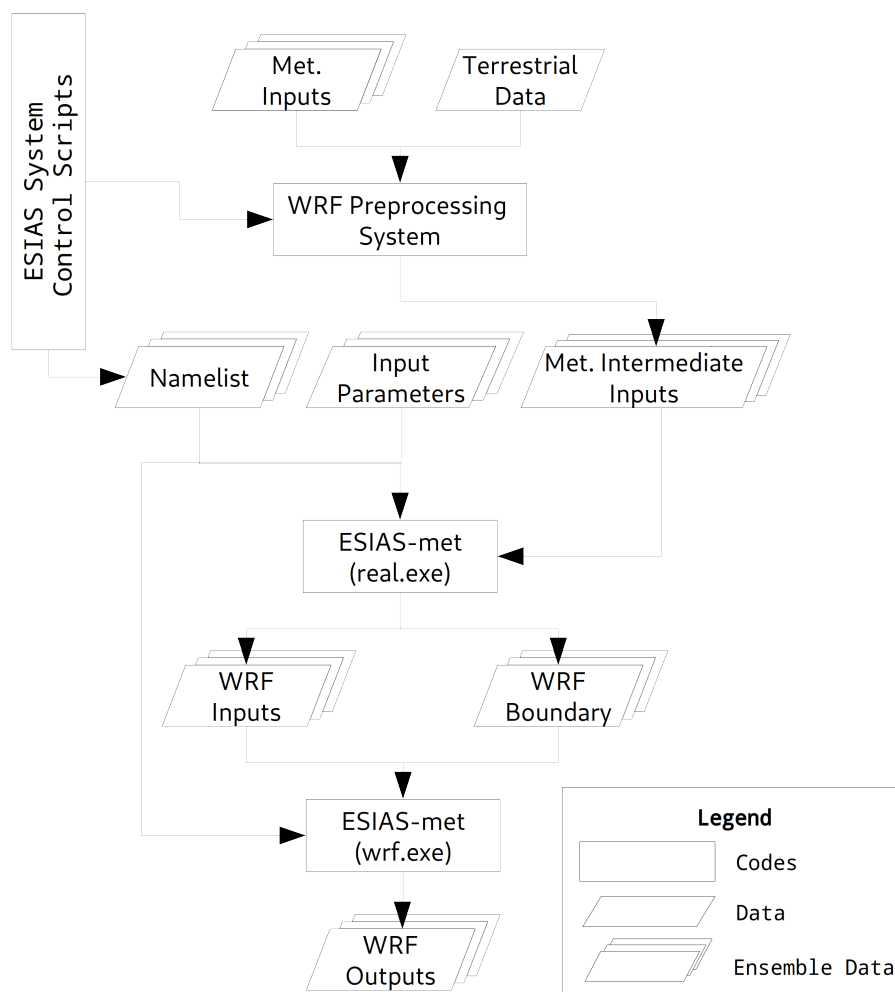 ESIAS System
Control Scripts
Met.
Inputs
Terrestrial
Data
WRF Preprocessing
System
Namelist
Input
Parameters
Met. Intermediate
Inputs
ESIAS-met
(real.exe)
WRF
Inputs
WRF
Boundary
ESIAS-met
(wrf.exe)
WRF
Outputs
Legend
Codes
Data
Ensemble Data